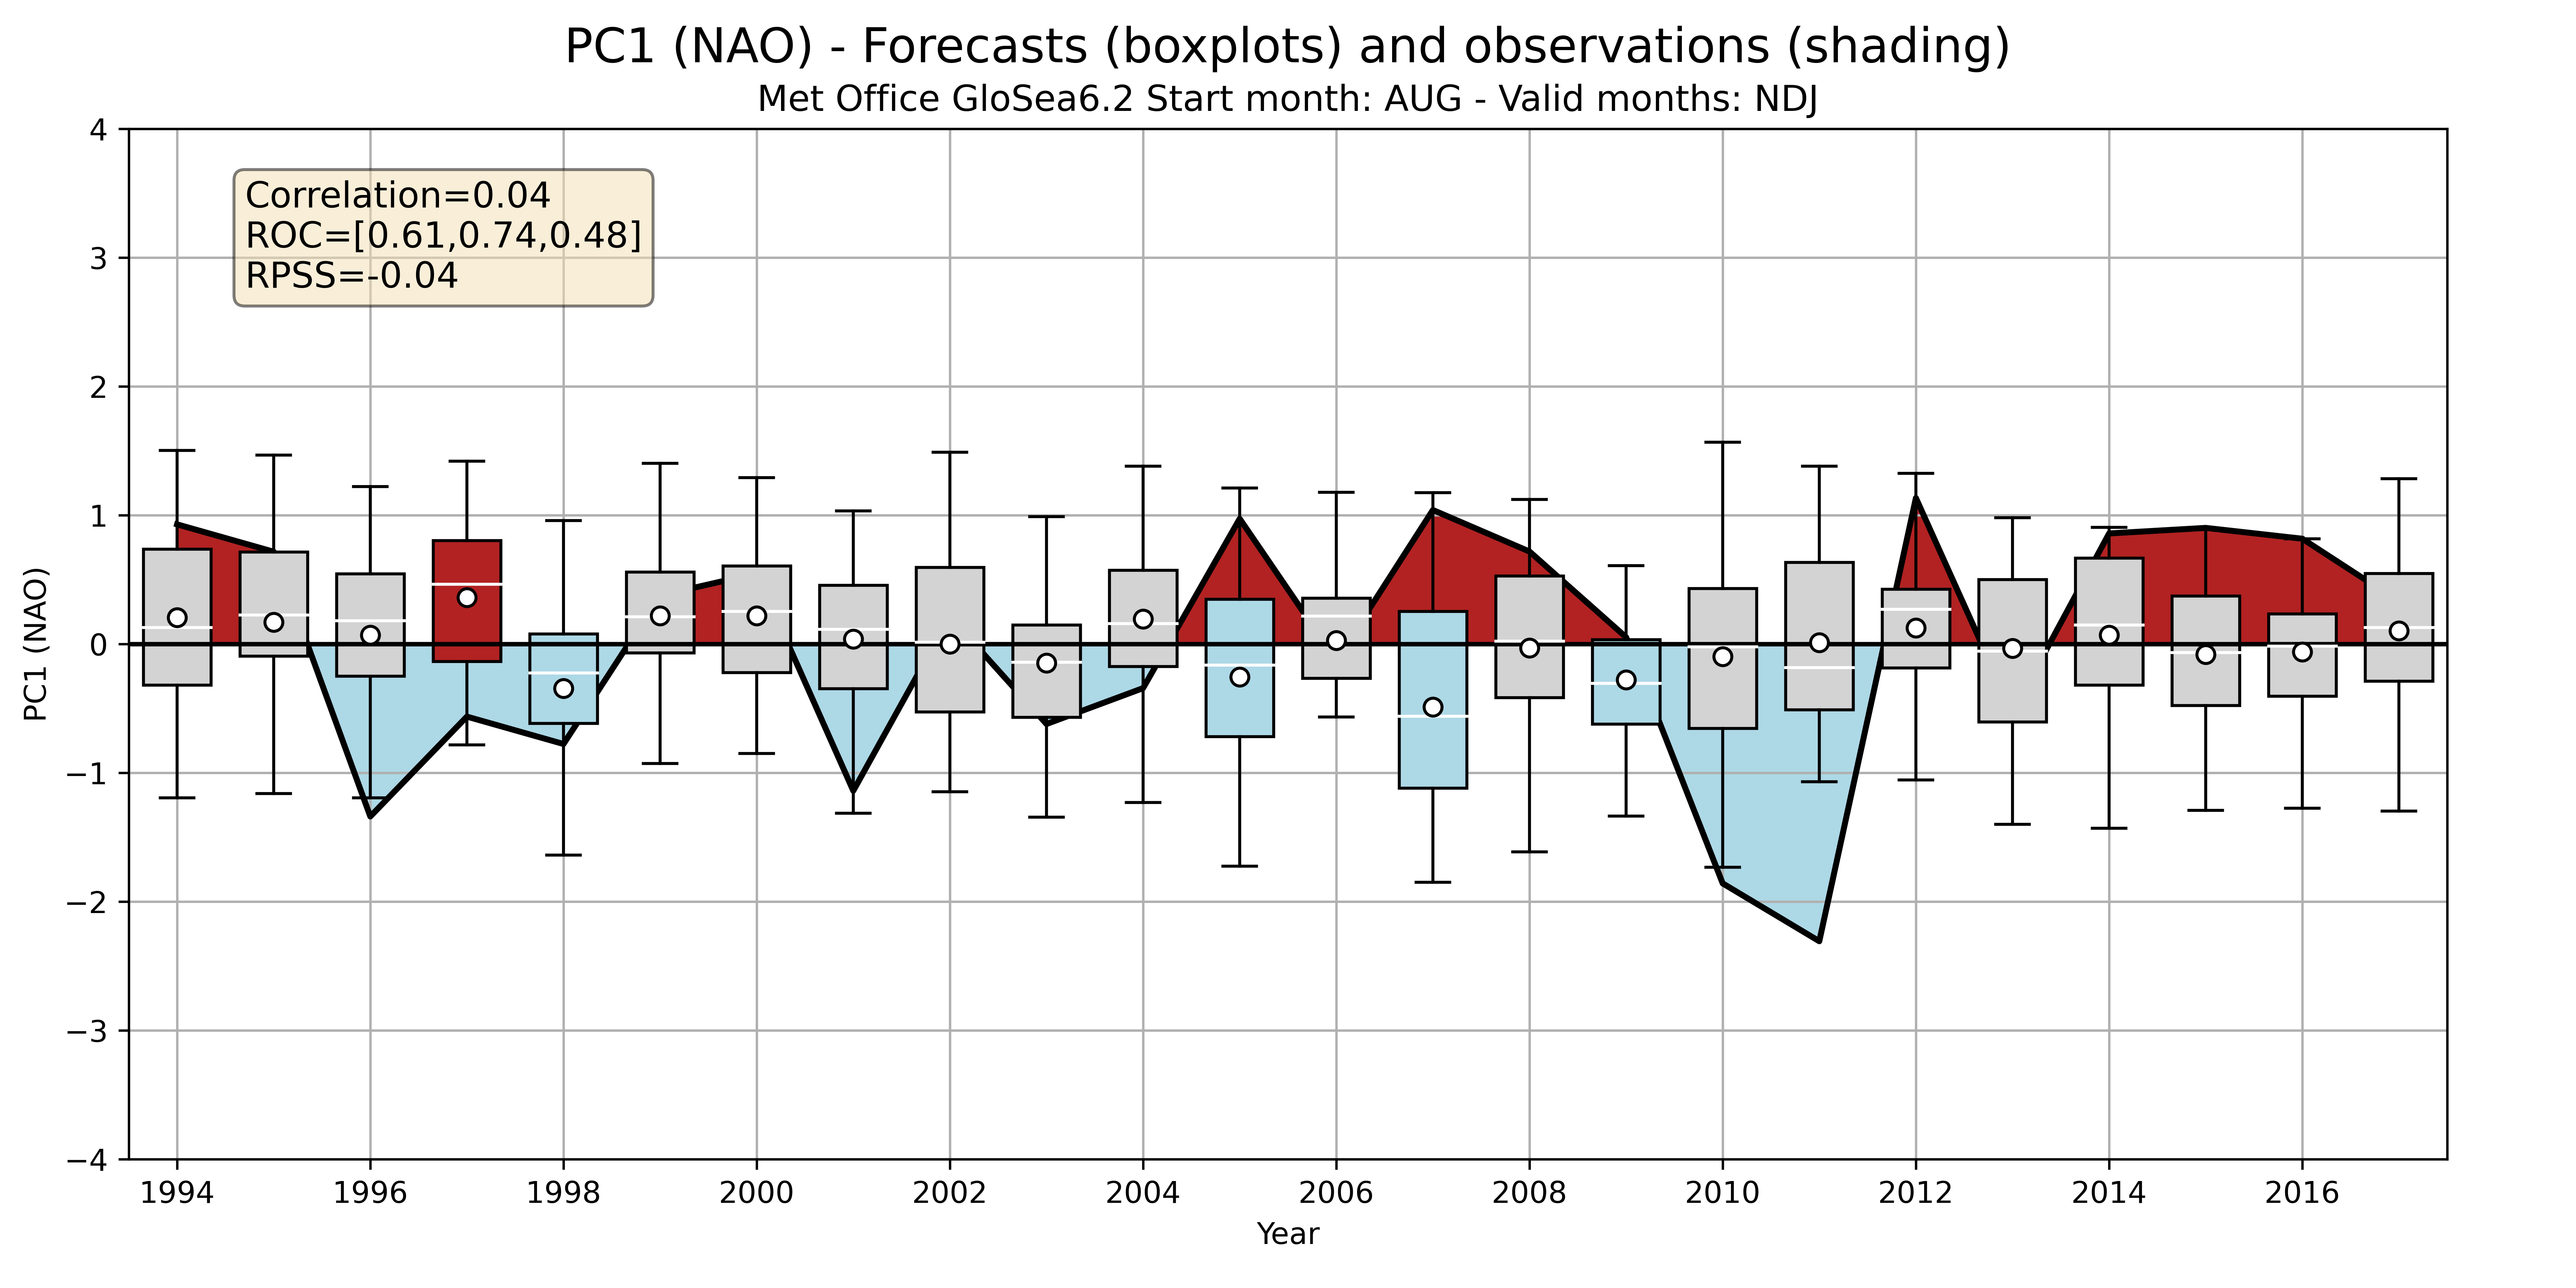 PC1 (NAO) - Forecasts (boxplots) and observations (shading)
Met Office GloSea6.2 Start month: AUG - Valid months: NDJ
Correlation=0.04
ROC=[0.61,0.74,0.48]
RPSS=-0.04
PC1 (NAO)
4
3
2
1
0
−1
−2
−3
−4
1994 1996 1998 2000 2002 2004 2006 2008 2010 2012 2014 2016
Year